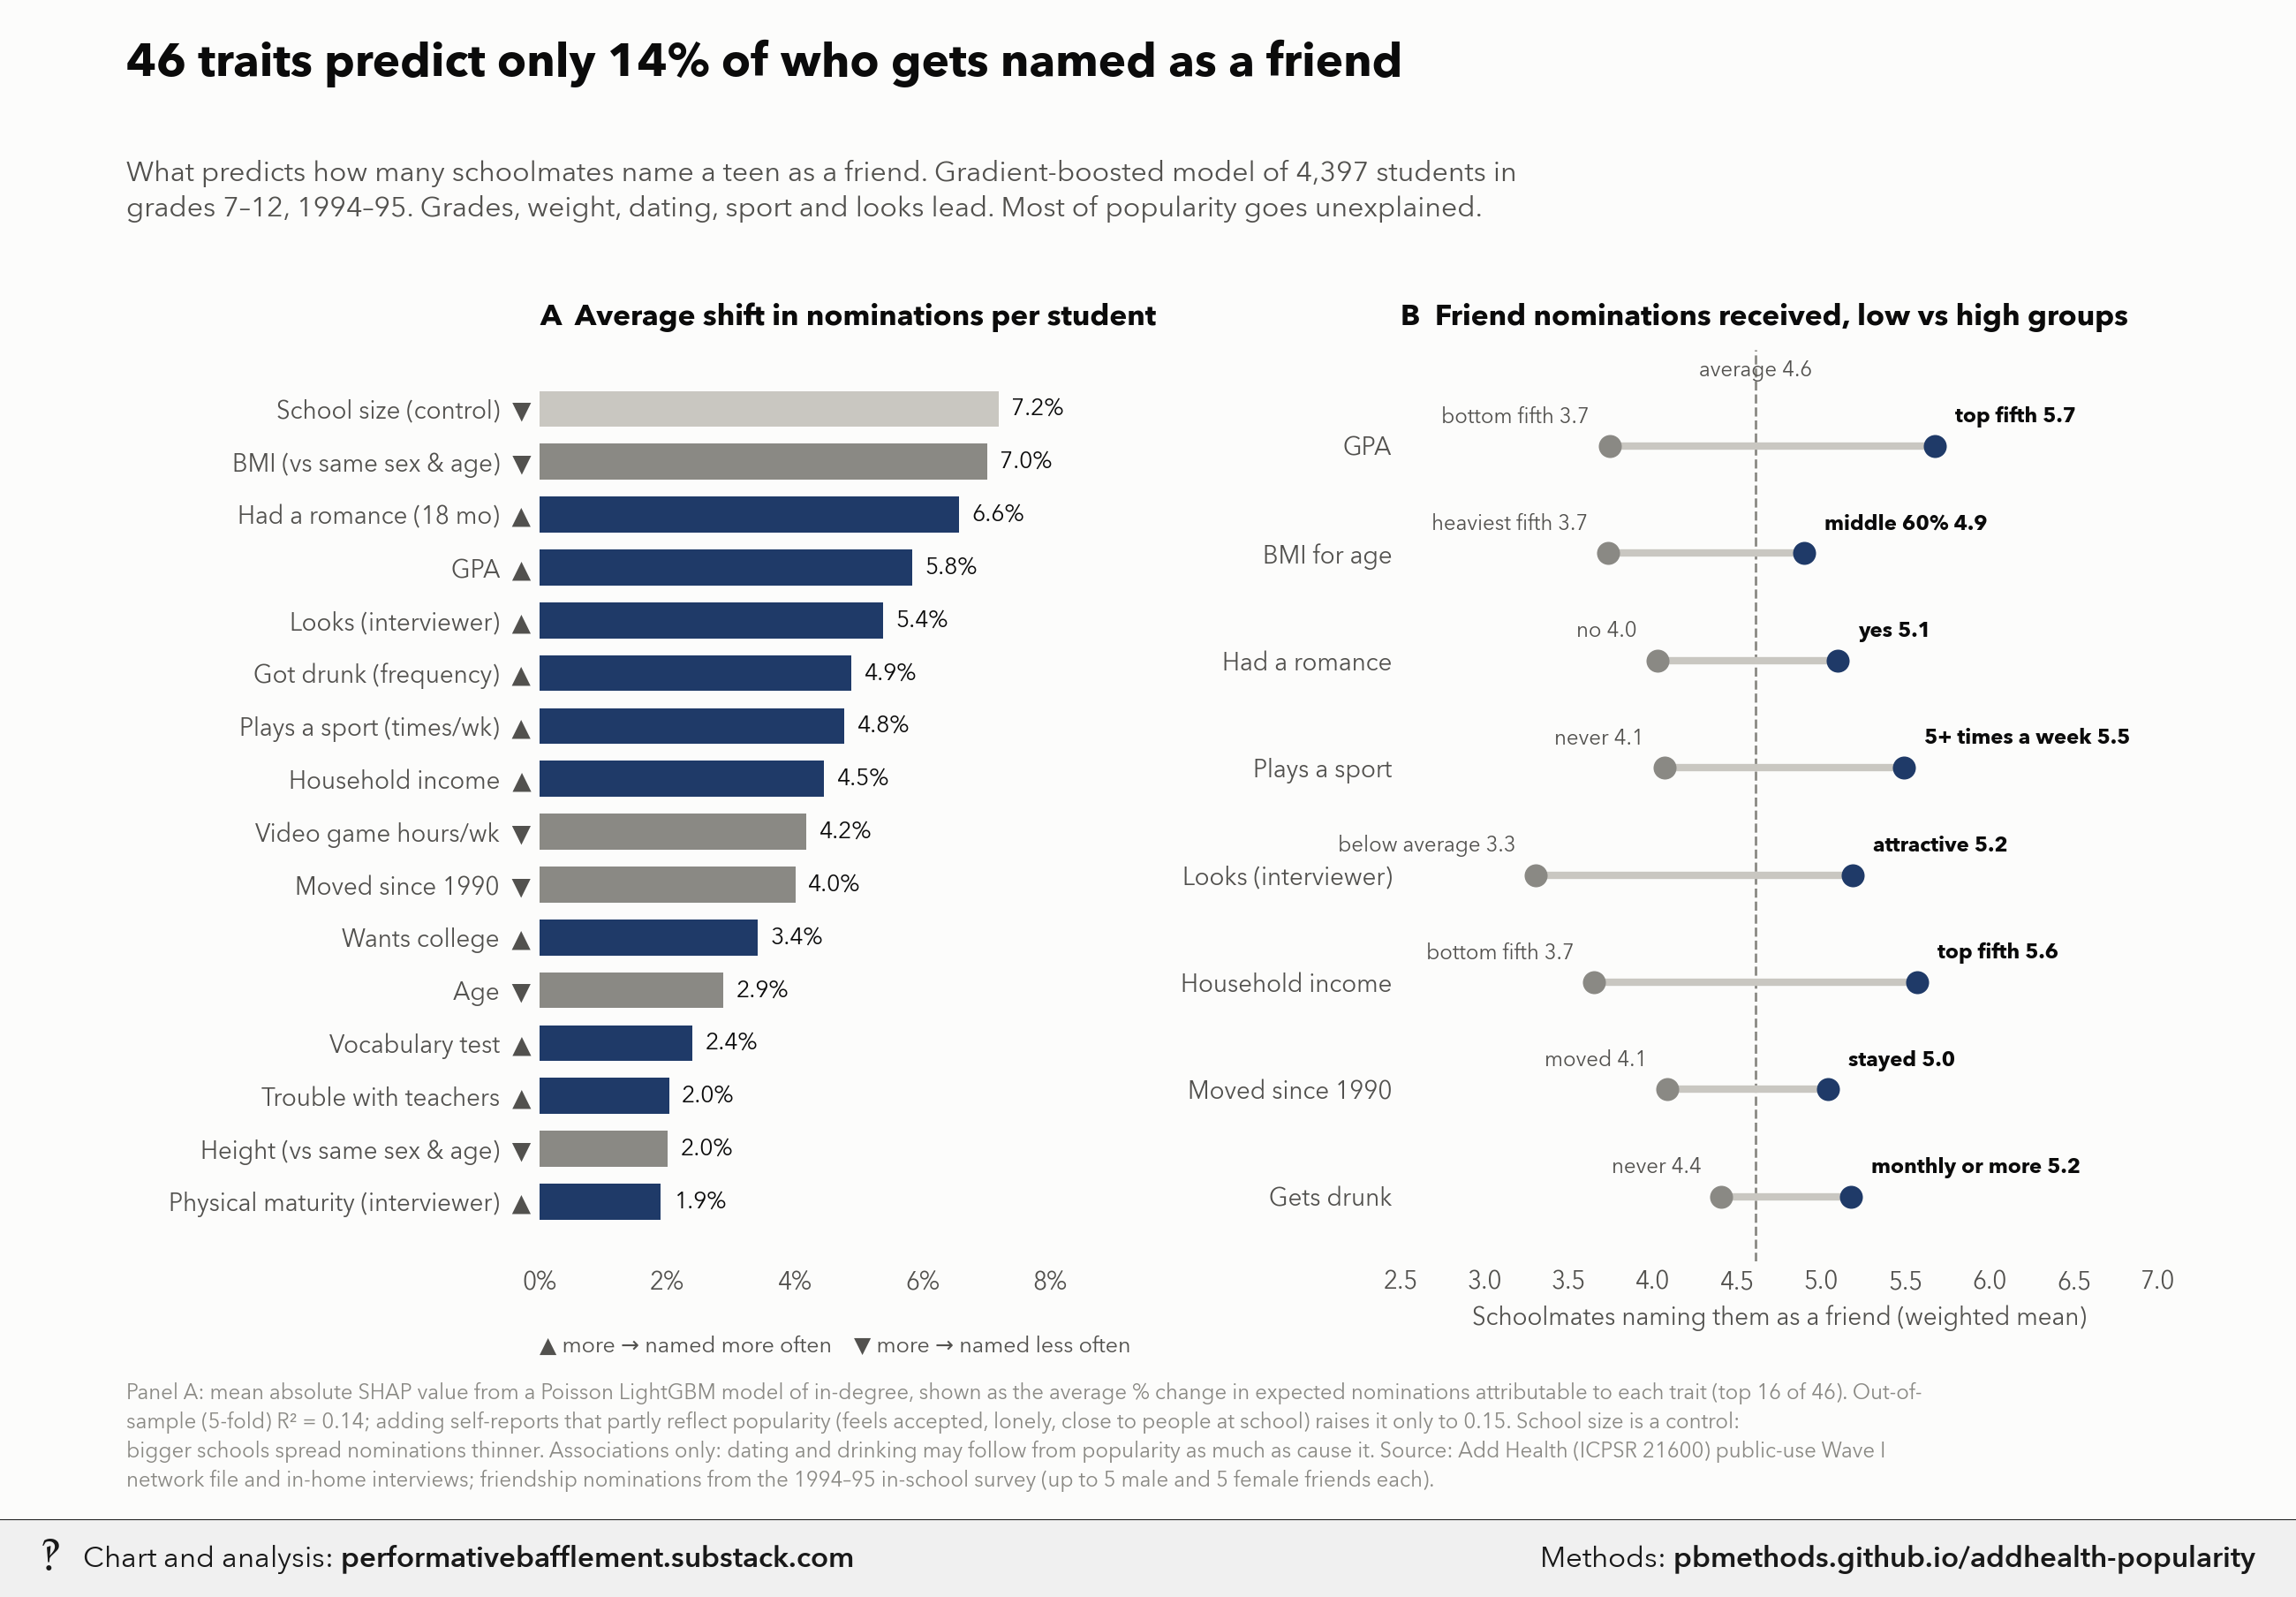 46 traits predict only 14% of who gets named as a friend
What predicts how many schoolmates name a teen as a friend. Gradient-boosted model of 4,397 students in
grades 7–12, 1994–95. Grades, weight, dating, sport and looks lead. Most of popularity goes unexplained.
A Average shift in nominations per student
School size (control) ▼ 7.2%
BMI (vs same sex & age) ▼ 7.0%
Had a romance (18 mo) ▲ 6.6%
GPA ▲ 5.8%
Looks (interviewer) ▲ 5.4%
Got drunk (frequency) ▲ 4.9%
Plays a sport (times/wk) ▲ 4.8%
Household income ▲ 4.5%
Video game hours/wk ▼ 4.2%
Moved since 1990 ▼ 4.0%
Wants college ▲ 3.4%
Age ▼ 2.9%
Vocabulary test ▲ 2.4%
Trouble with teachers ▲ 2.0%
Height (vs same sex & age) ▼ 2.0%
Physical maturity (interviewer) ▲ 1.9%
0% 2% 4% 6% 8%
▲ more → named more often ▼ more → named less often
B Friend nominations received, low vs high groups
average 4.6
bottom fifth 3.7 top fifth 5.7
GPA
heaviest fifth 3.7 middle 60% 4.9
BMI for age
no 4.0 yes 5.1
Had a romance
never 4.1 5+ times a week 5.5
Plays a sport
below average 3.3 attractive 5.2
Looks (interviewer)
bottom fifth 3.7 top fifth 5.6
Household income
moved 4.1 stayed 5.0
Moved since 1990
never 4.4 monthly or more 5.2
Gets drunk
2.5 3.0 3.5 4.0 4.5 5.0 5.5 6.0 6.5 7.0
Schoolmates naming them as a friend (weighted mean)
Panel A: mean absolute SHAP value from a Poisson LightGBM model of in-degree, shown as the average % change in expected nominations attributable to each trait (top 16 of 46). Out-of-
sample (5-fold) R² = 0.14; adding self-reports that partly reflect popularity (feels accepted, lonely, close to people at school) raises it only to 0.15. School size is a control:
bigger schools spread nominations thinner. Associations only: dating and drinking may follow from popularity as much as cause it. Source: Add Health (ICPSR 21600) public-use Wave I
network file and in-home interviews; friendship nominations from the 1994–95 in-school survey (up to 5 male and 5 female friends each).
‽ Chart and analysis: performativebafflement.substack.com
Methods: pbmethods.github.io/addhealth-popularity